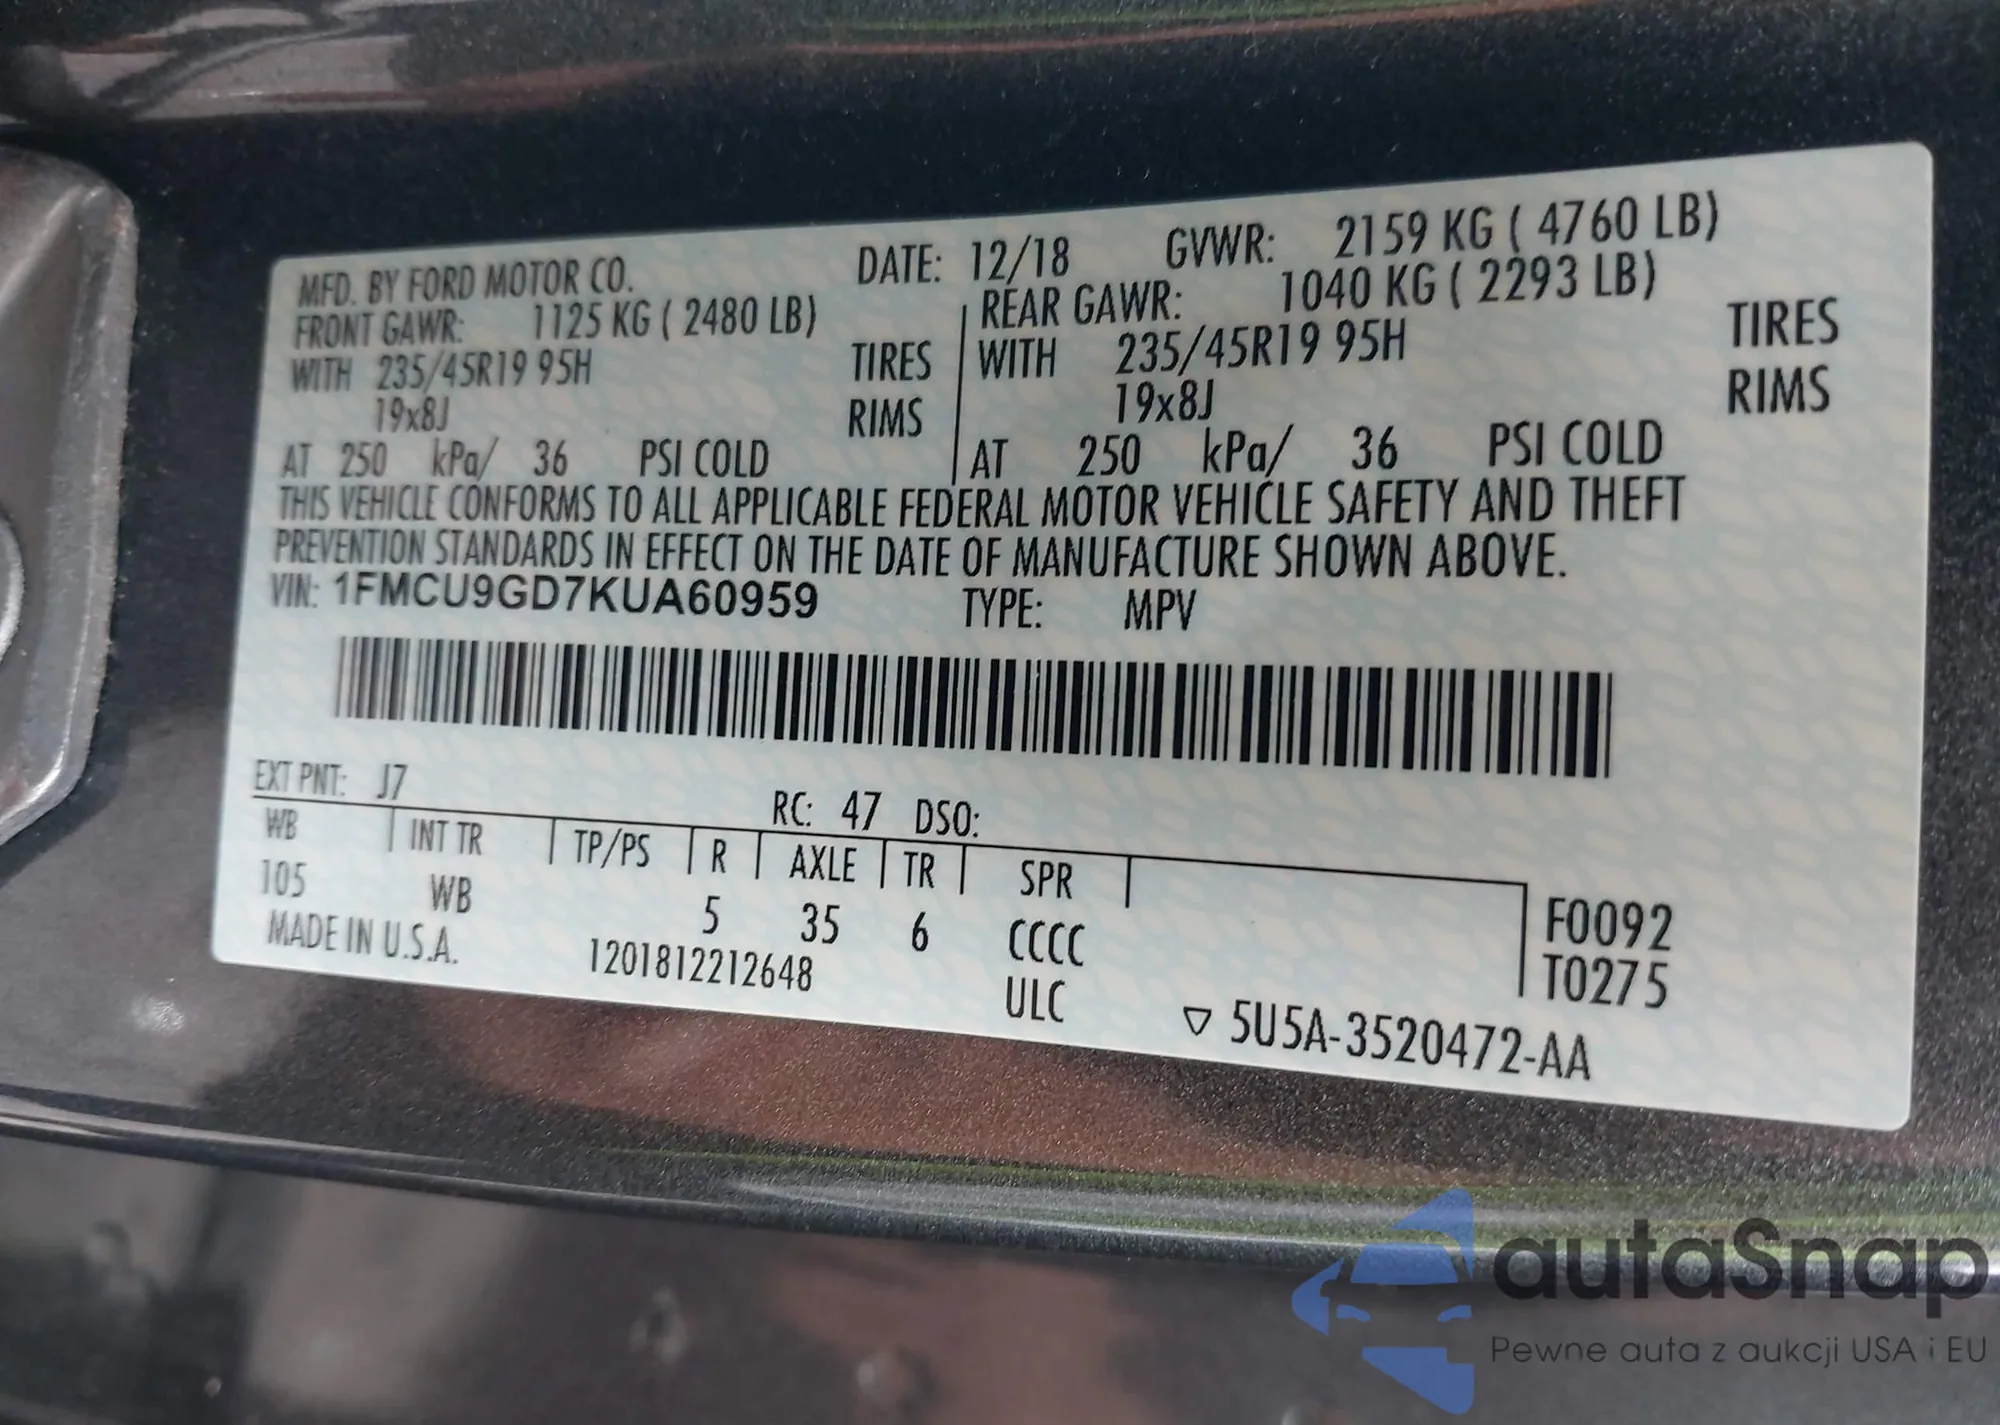 MFD. BY FORD MOTOR CO. DATE: 12/18 GVWR: 2159 KG ( 4760 LB)
FRONT GAWR: 1125 KG ( 2480 LB) REAR GAWR: 1040 KG ( 2293 LB)
WITH 235/45R19 95H TIRES WITH 235/45R19 95H TIRES
19x8J RIMS 19x8J RIMS
AT 250 kPa/ 36 PSI COLD AT 250 kPa/ 36 PSI COLD
THIS VEHICLE CONFORMS TO ALL APPLICABLE FEDERAL MOTOR VEHICLE SAFETY AND THEFT
PREVENTION STANDARDS IN EFFECT ON THE DATE OF MANUFACTURE SHOWN ABOVE.
VIN: 1FMCU9GD7KUA60959 TYPE: MPV
EXT PNT: J7 RC: 47 DSO:
WB INT TR TP/PS R AXLE TR SPR
105 WB 5 35 6 CCCC F0092
MADE IN U.S.A. 1201812212648 ULC T0275
▽ 5U5A-3520472-AA
autaSnap
Pewne auta z aukcji USA i EU